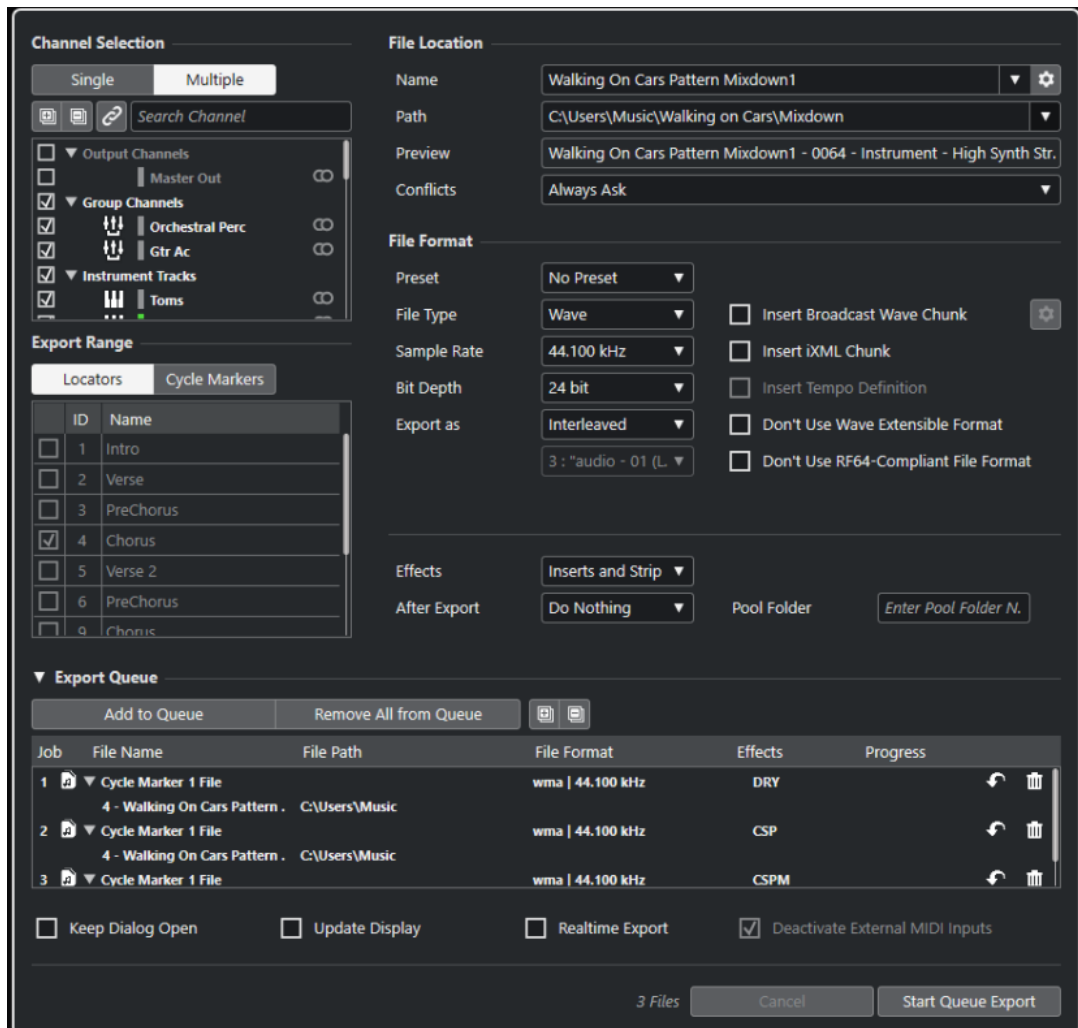 Channel Selection
Single Multiple
Search Channel
Output Channels
Master Out
Group Channels
Orchestral Perc
Gtr Ac
Instrument Tracks
Toms
Export Range
Locators Cycle Markers
ID Name
1 Intro
2 Verse
3 PreChorus
4 Chorus
5 Verse 2
6 PreChorus
9 Chorus
File Location
Name Walking On Cars Pattern Mixdown1
Path C:\Users\Music\Walking on Cars\Mixdown
Preview Walking On Cars Pattern Mixdown1 - 0064 - Instrument - High Synth Str.
Conflicts Always Ask
File Format
Preset No Preset
File Type Wave Insert Broadcast Wave Chunk
Sample Rate 44.100 kHz Insert iXML Chunk
Bit Depth 24 bit Insert Tempo Definition
Export as Interleaved Don't Use Wave Extensible Format
3 : "audio - 01 (L. Don't Use RF64-Compliant File Format
Effects Inserts and Strip
After Export Do Nothing Pool Folder Enter Pool Folder N.
Export Queue
Add to Queue Remove All from Queue
Job File Name File Path File Format Effects Progress
1 Cycle Marker 1 File wma | 44.100 kHz DRY
4 - Walking On Cars Pattern . C:\Users\Music
2 Cycle Marker 1 File wma | 44.100 kHz CSP
4 - Walking On Cars Pattern . C:\Users\Music
3 Cycle Marker 1 File wma | 44.100 kHz CSPM
Keep Dialog Open Update Display Realtime Export Deactivate External MIDI Inputs
3 Files Cancel Start Queue Export